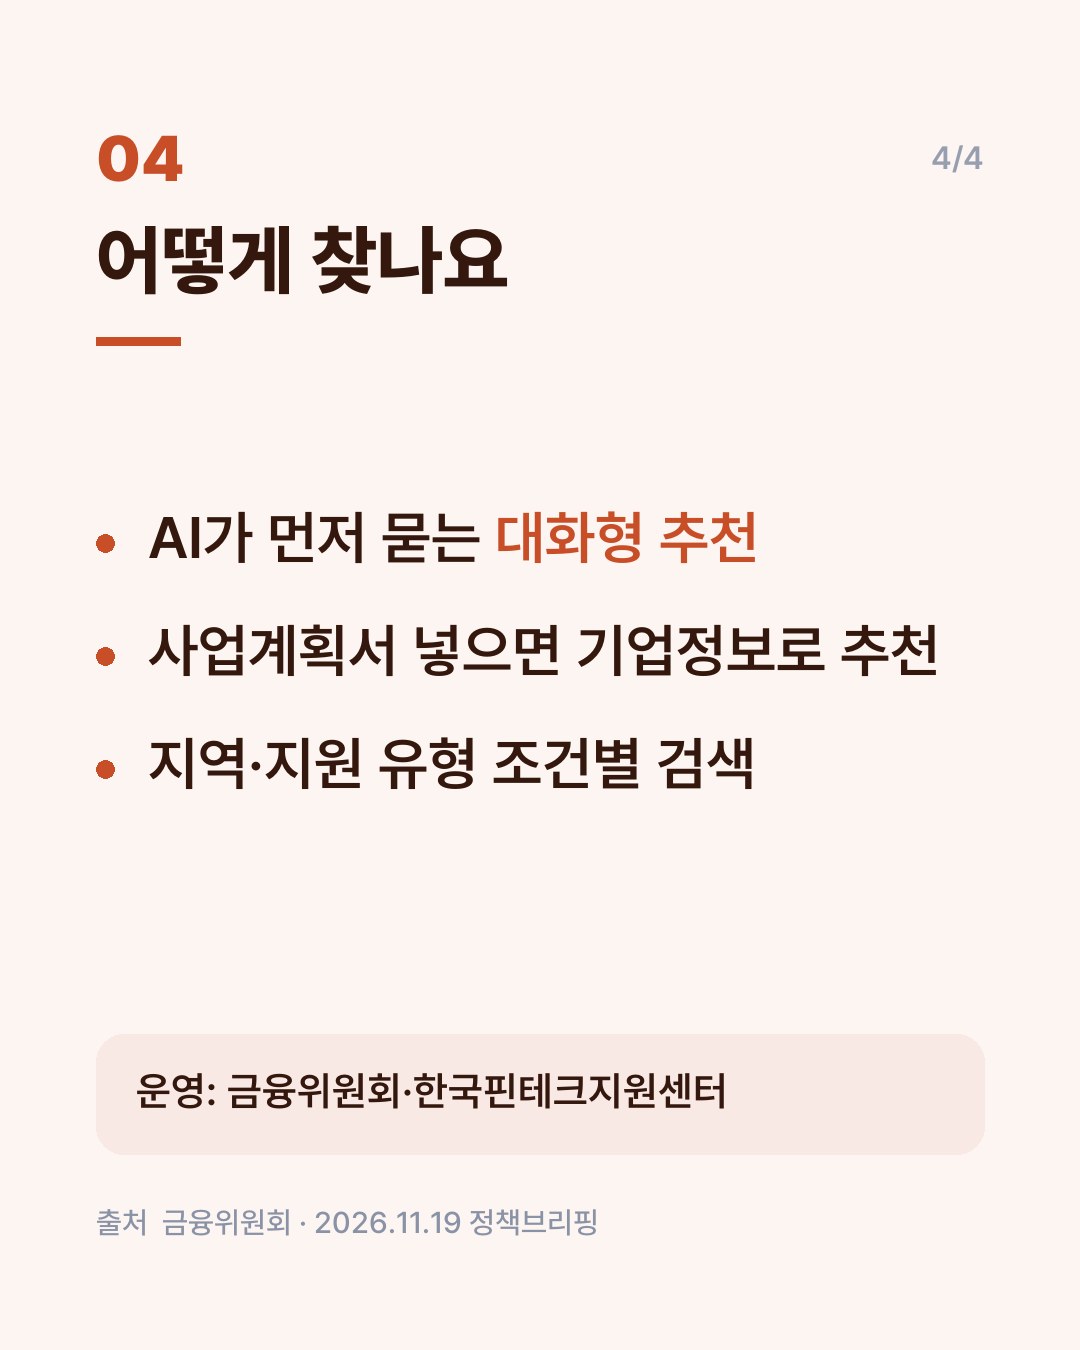 04
4/4
어떻게 찾나요
AI가 먼저 묻는 대화형 추천
사업계획서 넣으면 기업정보로 추천
지역·지원 유형 조건별 검색
운영: 금융위원회·한국핀테크지원센터
출처 금융위원회 · 2026.11.19 정책브리핑